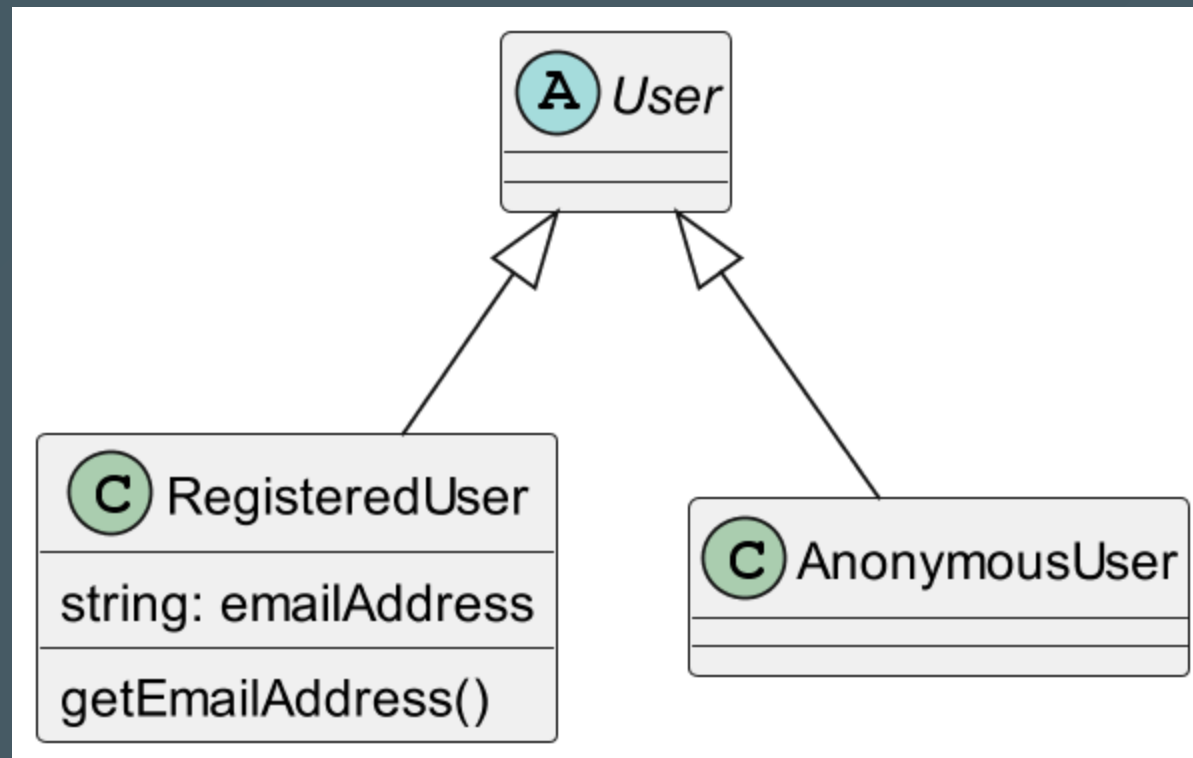 A User
C RegisteredUser
string: emailAddress
getEmailAddress()
C AnonymousUser